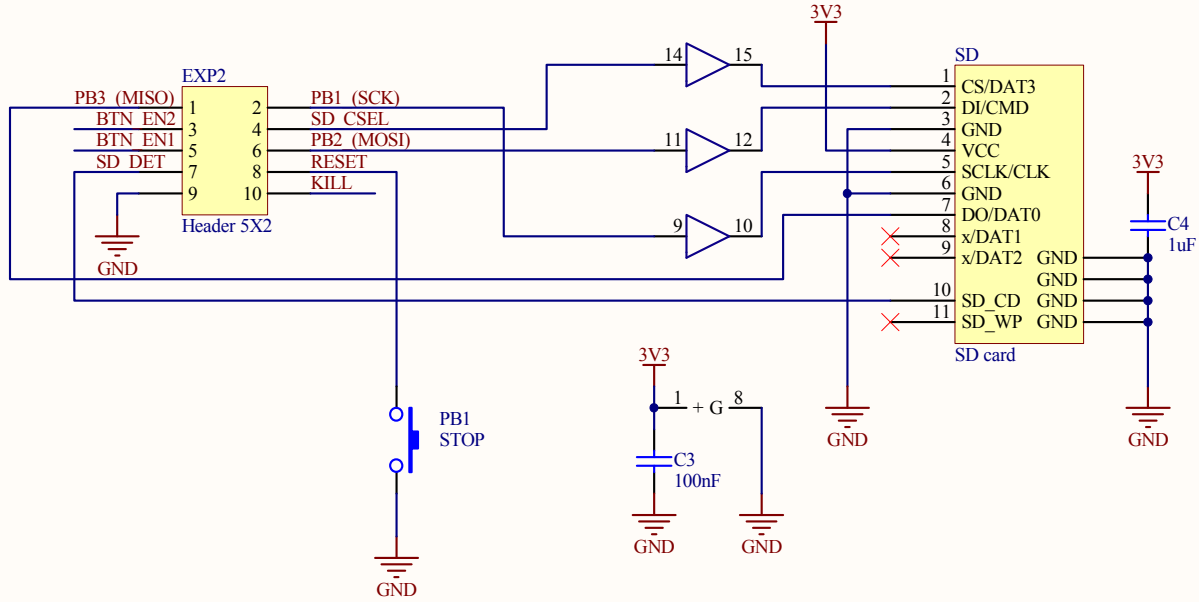 3V3
SD
14 15
EXP2
1 CS/DAT3
PB3 (MISO) 1 2 PB1 (SCK)
2 DI/CMD
BTN_EN2 3 4 SD_CSEL
3 GND
BTN_EN1 5 6 PB2 (MOSI)
11 12
4 VCC
SD_DET 7 8 RESET
5 SCLK/CLK
3V3
9 10 KILL
6 GND
Header 5X2
7 DO/DAT0
C4
9 10
8 x/DAT1
1uF
GND
9 x/DAT2 GND
GND
10 SD_CD GND
11 SD_WP GND
SD card
3V3
1 + G 8
PB1
STOP
GND
GND
C3
100nF
GND
GND
GND